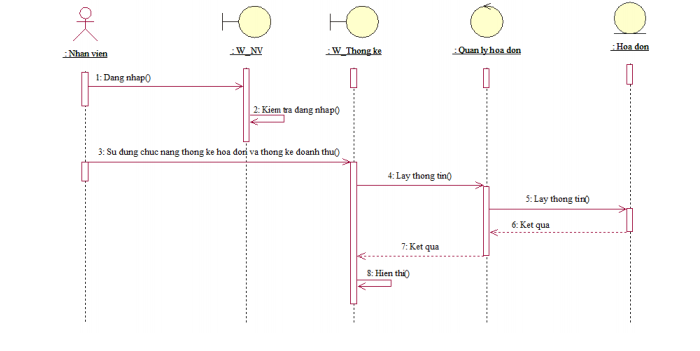 : Nhan vien
: W_NV
: W_Thong ke
: Quan ly hoa don
: Hoa don
1: Dang nhap()
2: Kiem tra dang nhap()
3: Su dung chuc nang thong ke hoa don va thong ke doanh thu()
4: Lay thong tin()
5: Lay thong tin()
6: Ket qua
7: Ket qua
8: Hien thi()